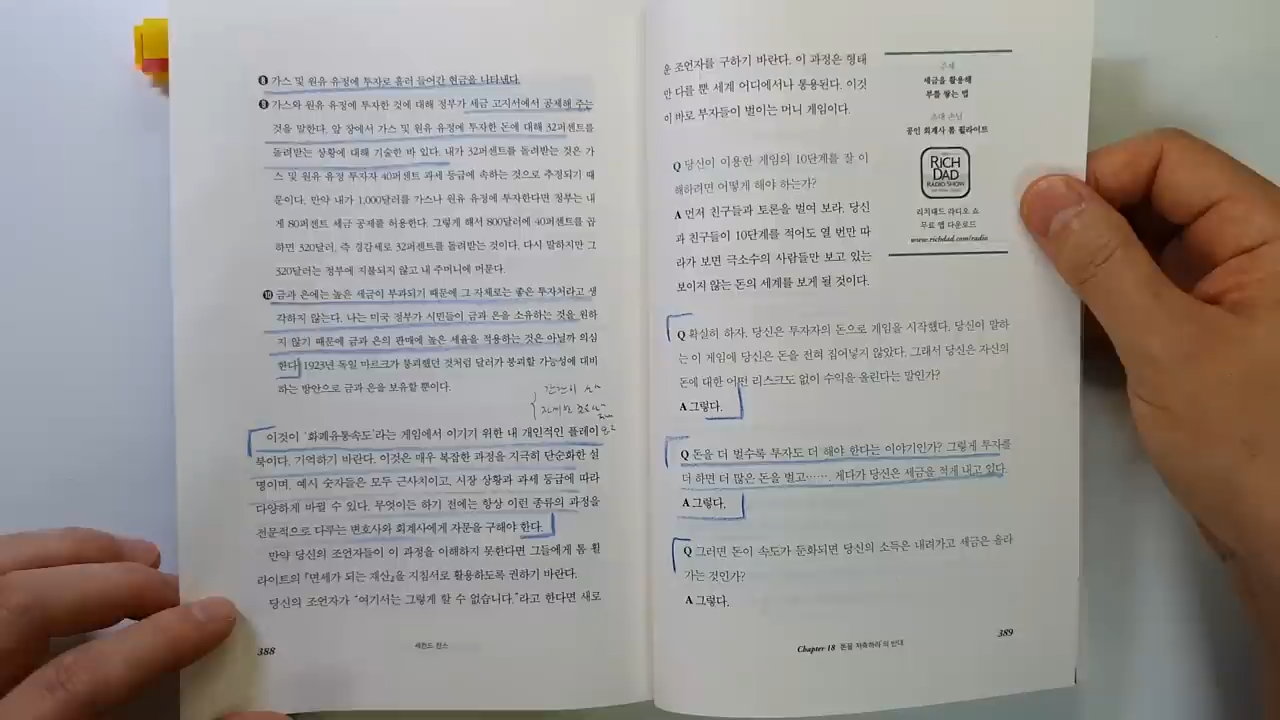 ❽ 가스 및 원유 유정에 투자로 흘러 들어간 현금을 나타낸다.
❾ 가스와 원유 유정에 투자한 것에 대해 정부가 세금 고지서에서 공제해 주는
것을 말한다. 앞 장에서 가스 및 원유 유정에 투자한 돈에 대해 32퍼센트를
돌려받는 상황에 대해 기술한 바 있다. 내가 32퍼센트를 돌려받는 것은 가
스 및 원유 유정 투자자 40퍼센트 과세 등급에 속하는 것으로 추정되기 때
문이다. 만약 내가 1,000달러를 가스나 원유 유정에 투자한다면 정부는 내
게 80퍼센트 세금 공제를 허용한다. 그렇게 해서 800달러에 40퍼센트를 곱
하면 320달러, 즉 경감세로 32퍼센트를 돌려받는 것이다. 다시 말하지만 그
320달러는 정부에 지불되지 않고 내 주머니에 머문다.
❿ 금과 은에는 높은 세금이 부과되기 때문에 그 자체로는 좋은 투자처라고 생
각하지 않는다. 나는 미국 정부가 시민들이 금과 은을 소유하는 것을 원하
지 않기 때문에 금과 은의 판매에 높은 세율을 적용하는 것은 아닐까 의심
한다. 1923년 독일 마르크가 붕괴했던 것처럼 달러가 붕괴할 가능성에 대비
하는 방안으로 금과 은을 보유할 뿐이다.
이것이 ‘화폐유통속도’라는 게임에서 이기기 위한 내 개인적인 플레이
북이다. 기억하기 바란다. 이것은 매우 복잡한 과정을 지극히 단순화한 설
명이며, 예시 숫자들은 모두 근사치이고, 시장 상황과 과세 등급에 따라
다양하게 바뀔 수 있다. 무엇이든 하기 전에는 항상 이런 종류의 과정을
전문적으로 다루는 변호사와 회계사에게 자문을 구해야 한다.
만약 당신의 조언자들이 이 과정을 이해하지 못한다면 그들에게 톰 휠
라이트의 『면세가 되는 재산』을 지침서로 활용하도록 권하기 바란다.
당신의 조언자가 “여기서는 그렇게 할 수 없습니다.”라고 한다면 새로
388
세컨드 찬스
운 조언자를 구하기 바란다. 이 과정은 형태
만 다를 뿐 세계 어디에서나 통용된다. 이것
이 바로 부자들이 벌이는 머니 게임이다.
Q 당신이 이용한 게임의 10단계를 잘 이
해하려면 어떻게 해야 하는가?
A 먼저 친구들과 토론을 벌여 보라. 당신
과 친구들이 10단계를 적어도 열 번만 따
라가 보면 극소수의 사람들만 보고 있는
보이지 않는 돈의 세계를 보게 될 것이다.
주제
세금을 활용해
부를 쌓는 법
초대 손님
공인 회계사 톰 휠라이트
RICH
DAD
RADIO SHOW
리치대드 라디오 쇼
무료 앱 다운로드
www.richdad.com/radio
Q 확실히 하자. 당신은 투자자의 돈으로 게임을 시작했다. 당신이 말하
는 이 게임에 당신은 돈을 전혀 집어넣지 않았다. 그래서 당신은 자신의
돈에 대한 어떤 리스크도 없이 수익을 올린다는 말인가?
A 그렇다.
Q 돈을 더 벌수록 투자도 더 해야 한다는 이야기인가? 그렇게 투자를
더 하면 더 많은 돈을 벌고……. 게다가 당신은 세금을 적게 내고 있다.
A 그렇다.
Q 그러면 돈이 속도가 둔화되면 당신의 소득은 내려가고 세금은 올라
가는 것인가?
A 그렇다.
Chapter 18 ‘돈을 저축하라’의 반대
389